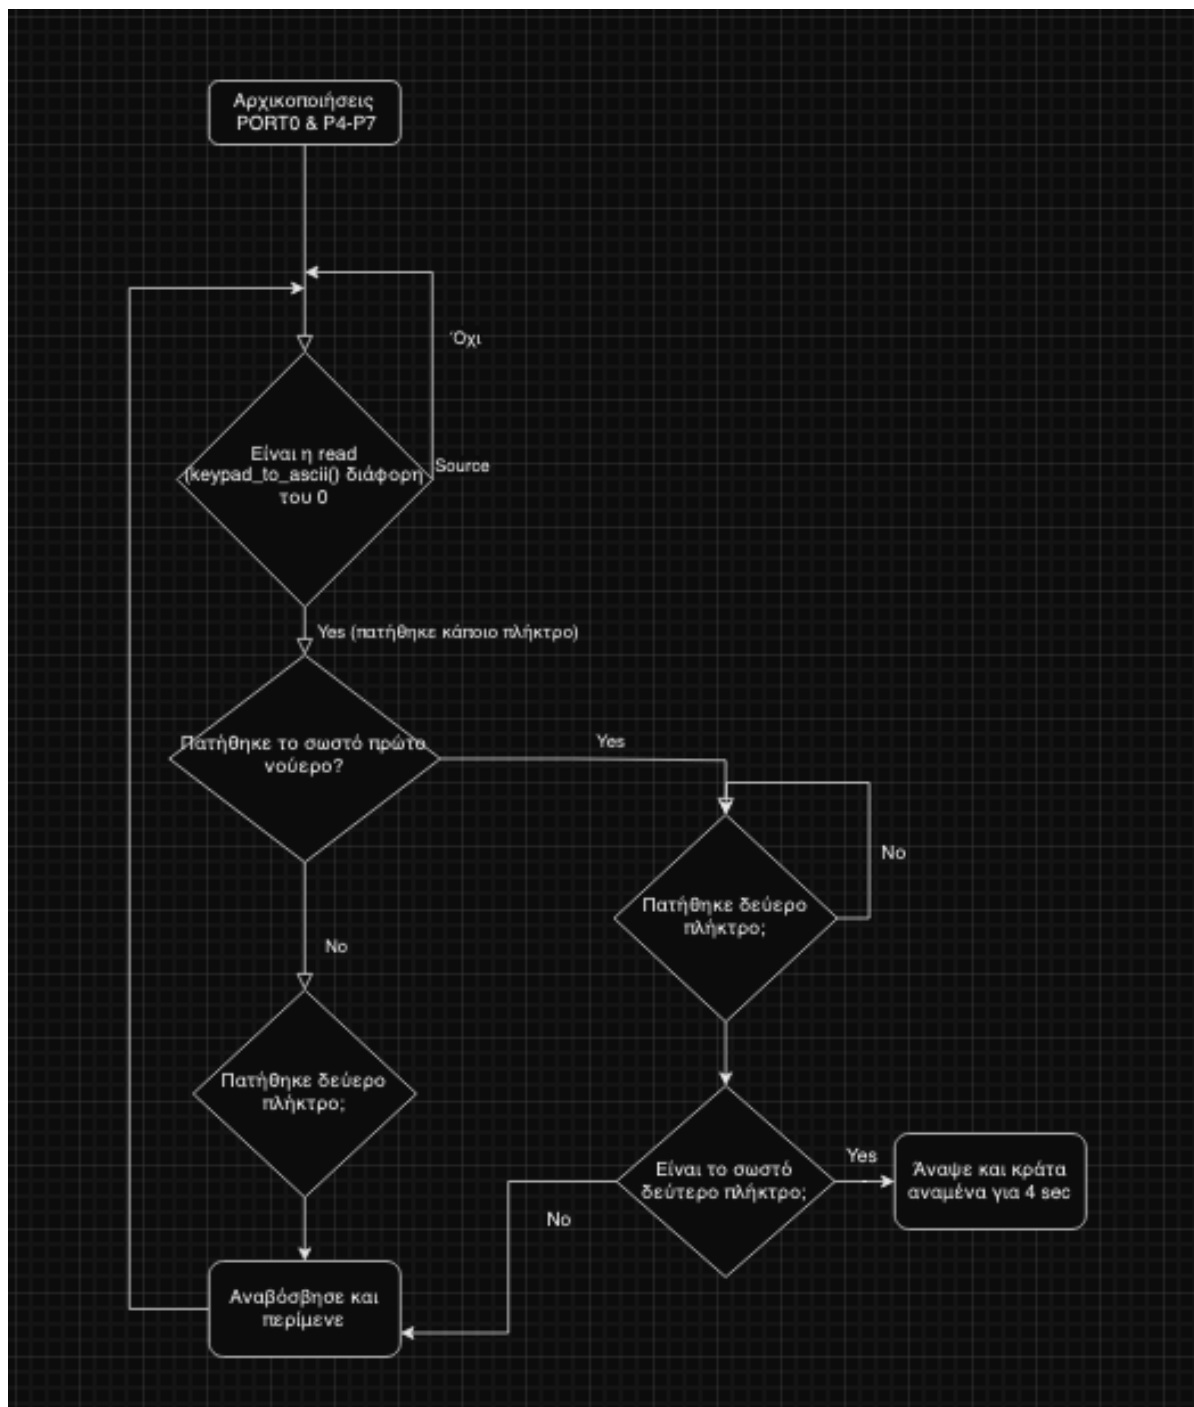 Αρχικοποιήσεις
PORT0 & P4-P7
Όχι
Είναι η read
(keypad_to_ascii() διάφορη
του 0
Source
Yes (πατήθηκε κάποιο πλήκτρο)
Πατήθηκε το σωστό πρώτο
νούερο?
Yes
No
Πατήθηκε δεύερο
πλήκτρο;
No
Πατήθηκε δεύερο
πλήκτρο;
Είναι το σωστό
δεύτερο πλήκτρο;
Yes
Άναψε και κράτα
αναμένα για 4 sec
No
Αναβόσβησε και
περίμενε